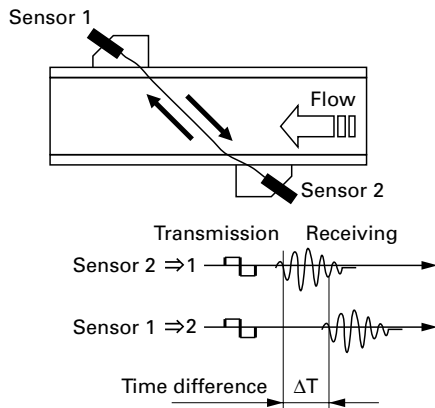 Sensor 1
Flow
Sensor 2
Transmission Receiving
Sensor 2 ⇒1
Sensor 1 ⇒2
Time difference ΔT